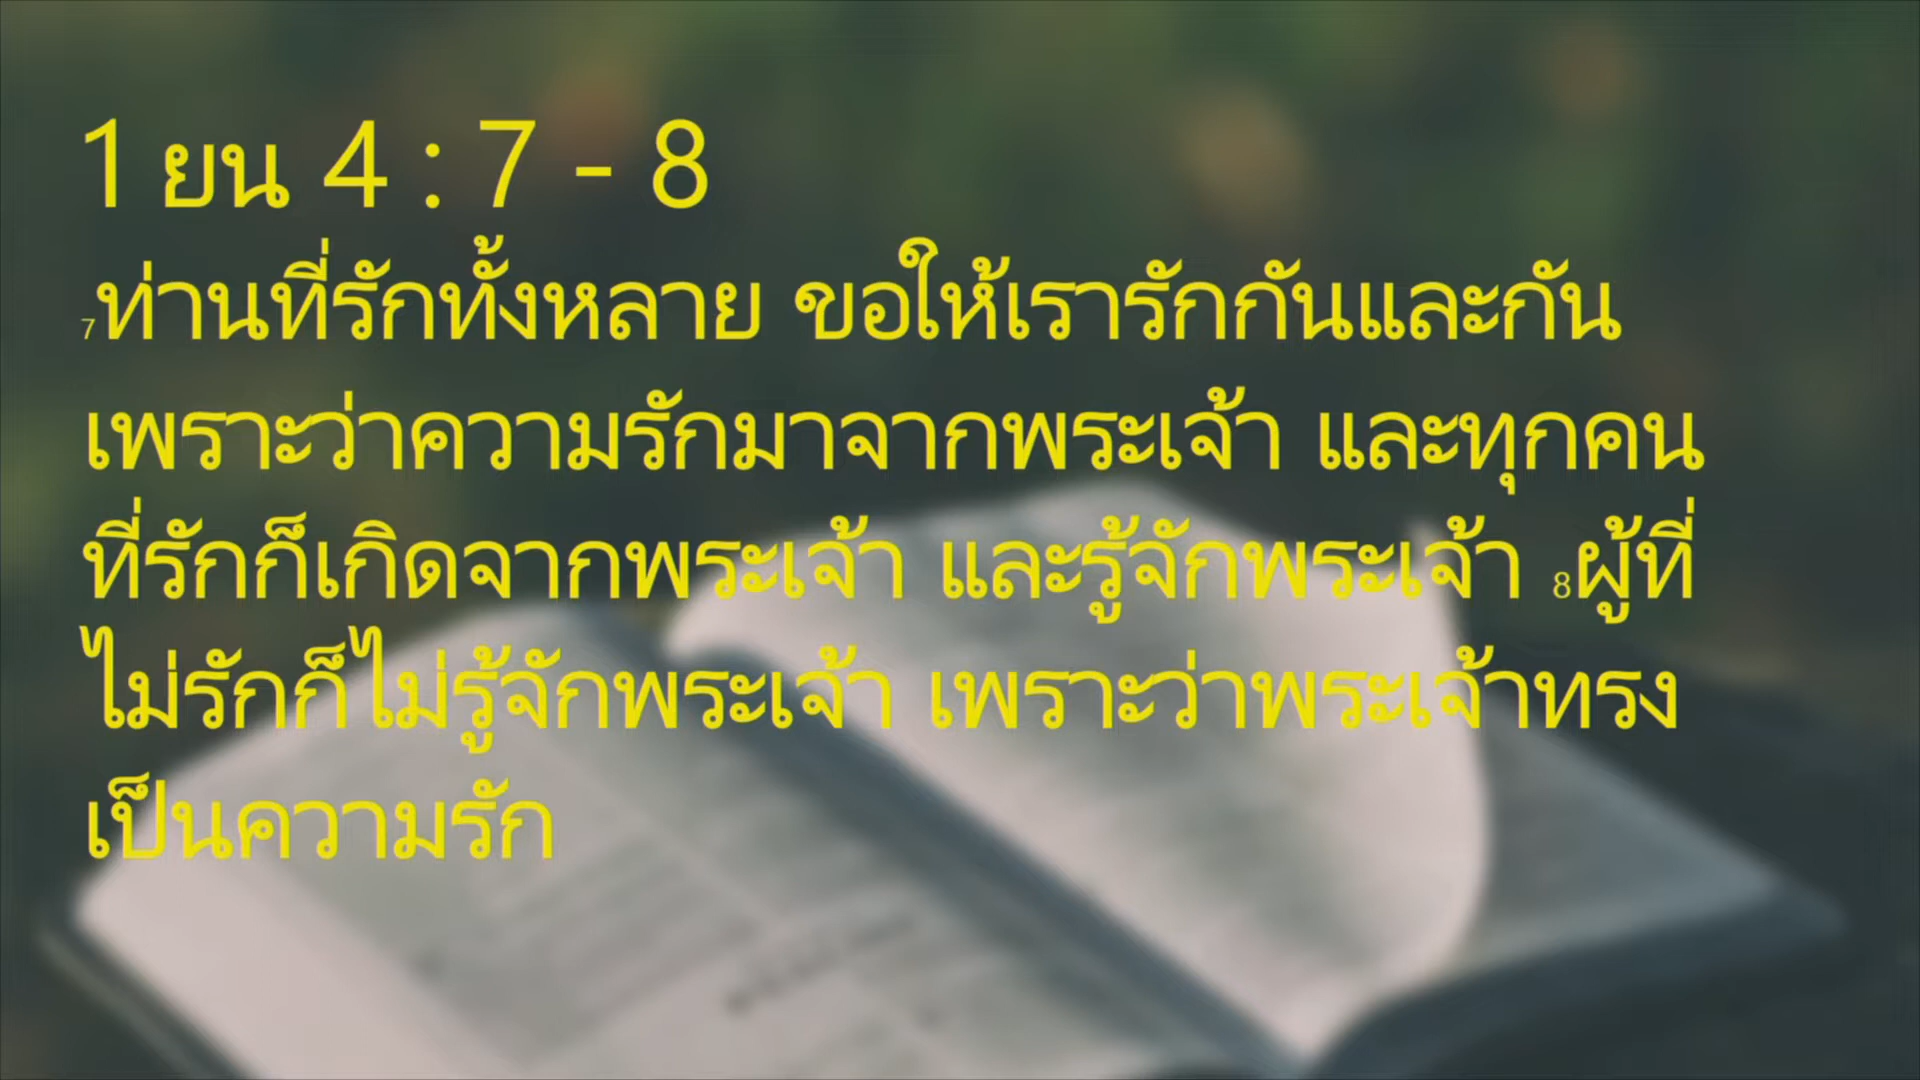 1 ยน 4 : 7 - 8
7ท่านที่รักทั้งหลาย ขอให้เรารักกันและกัน
เพราะว่าความรักมาจากพระเจ้า และทุกคน
ที่รักก็เกิดจากพระเจ้า และรู้จักพระเจ้า 8ผู้ที่
ไม่รักก็ไม่รู้จักพระเจ้า เพราะว่าพระเจ้าทรง
เป็นความรัก